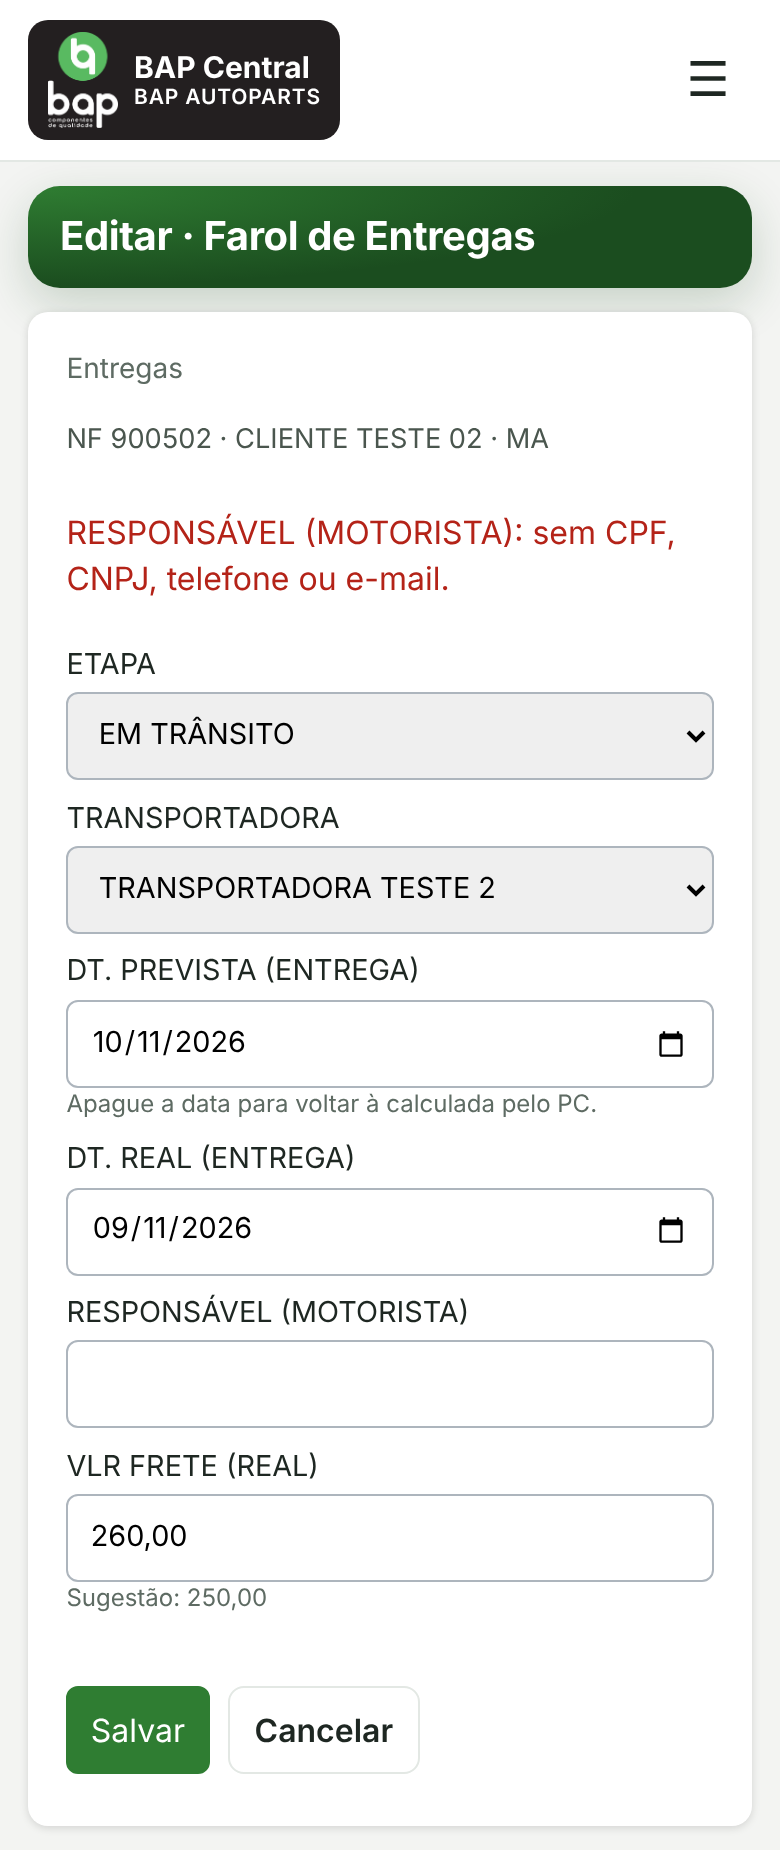 bap
componentes
de qualidade
BAP Central
BAP AUTOPARTS
Editar · Farol de Entregas
Entregas
NF 900502 · CLIENTE TESTE 02 · MA
RESPONSÁVEL (MOTORISTA): sem CPF,
CNPJ, telefone ou e-mail.
ETAPA
EM TRÂNSITO
TRANSPORTADORA
TRANSPORTADORA TESTE 2
DT. PREVISTA (ENTREGA)
10/11/2026
Apague a data para voltar à calculada pelo PC.
DT. REAL (ENTREGA)
09/11/2026
RESPONSÁVEL (MOTORISTA)
VLR FRETE (REAL)
260,00
Sugestão: 250,00
Salvar
Cancelar